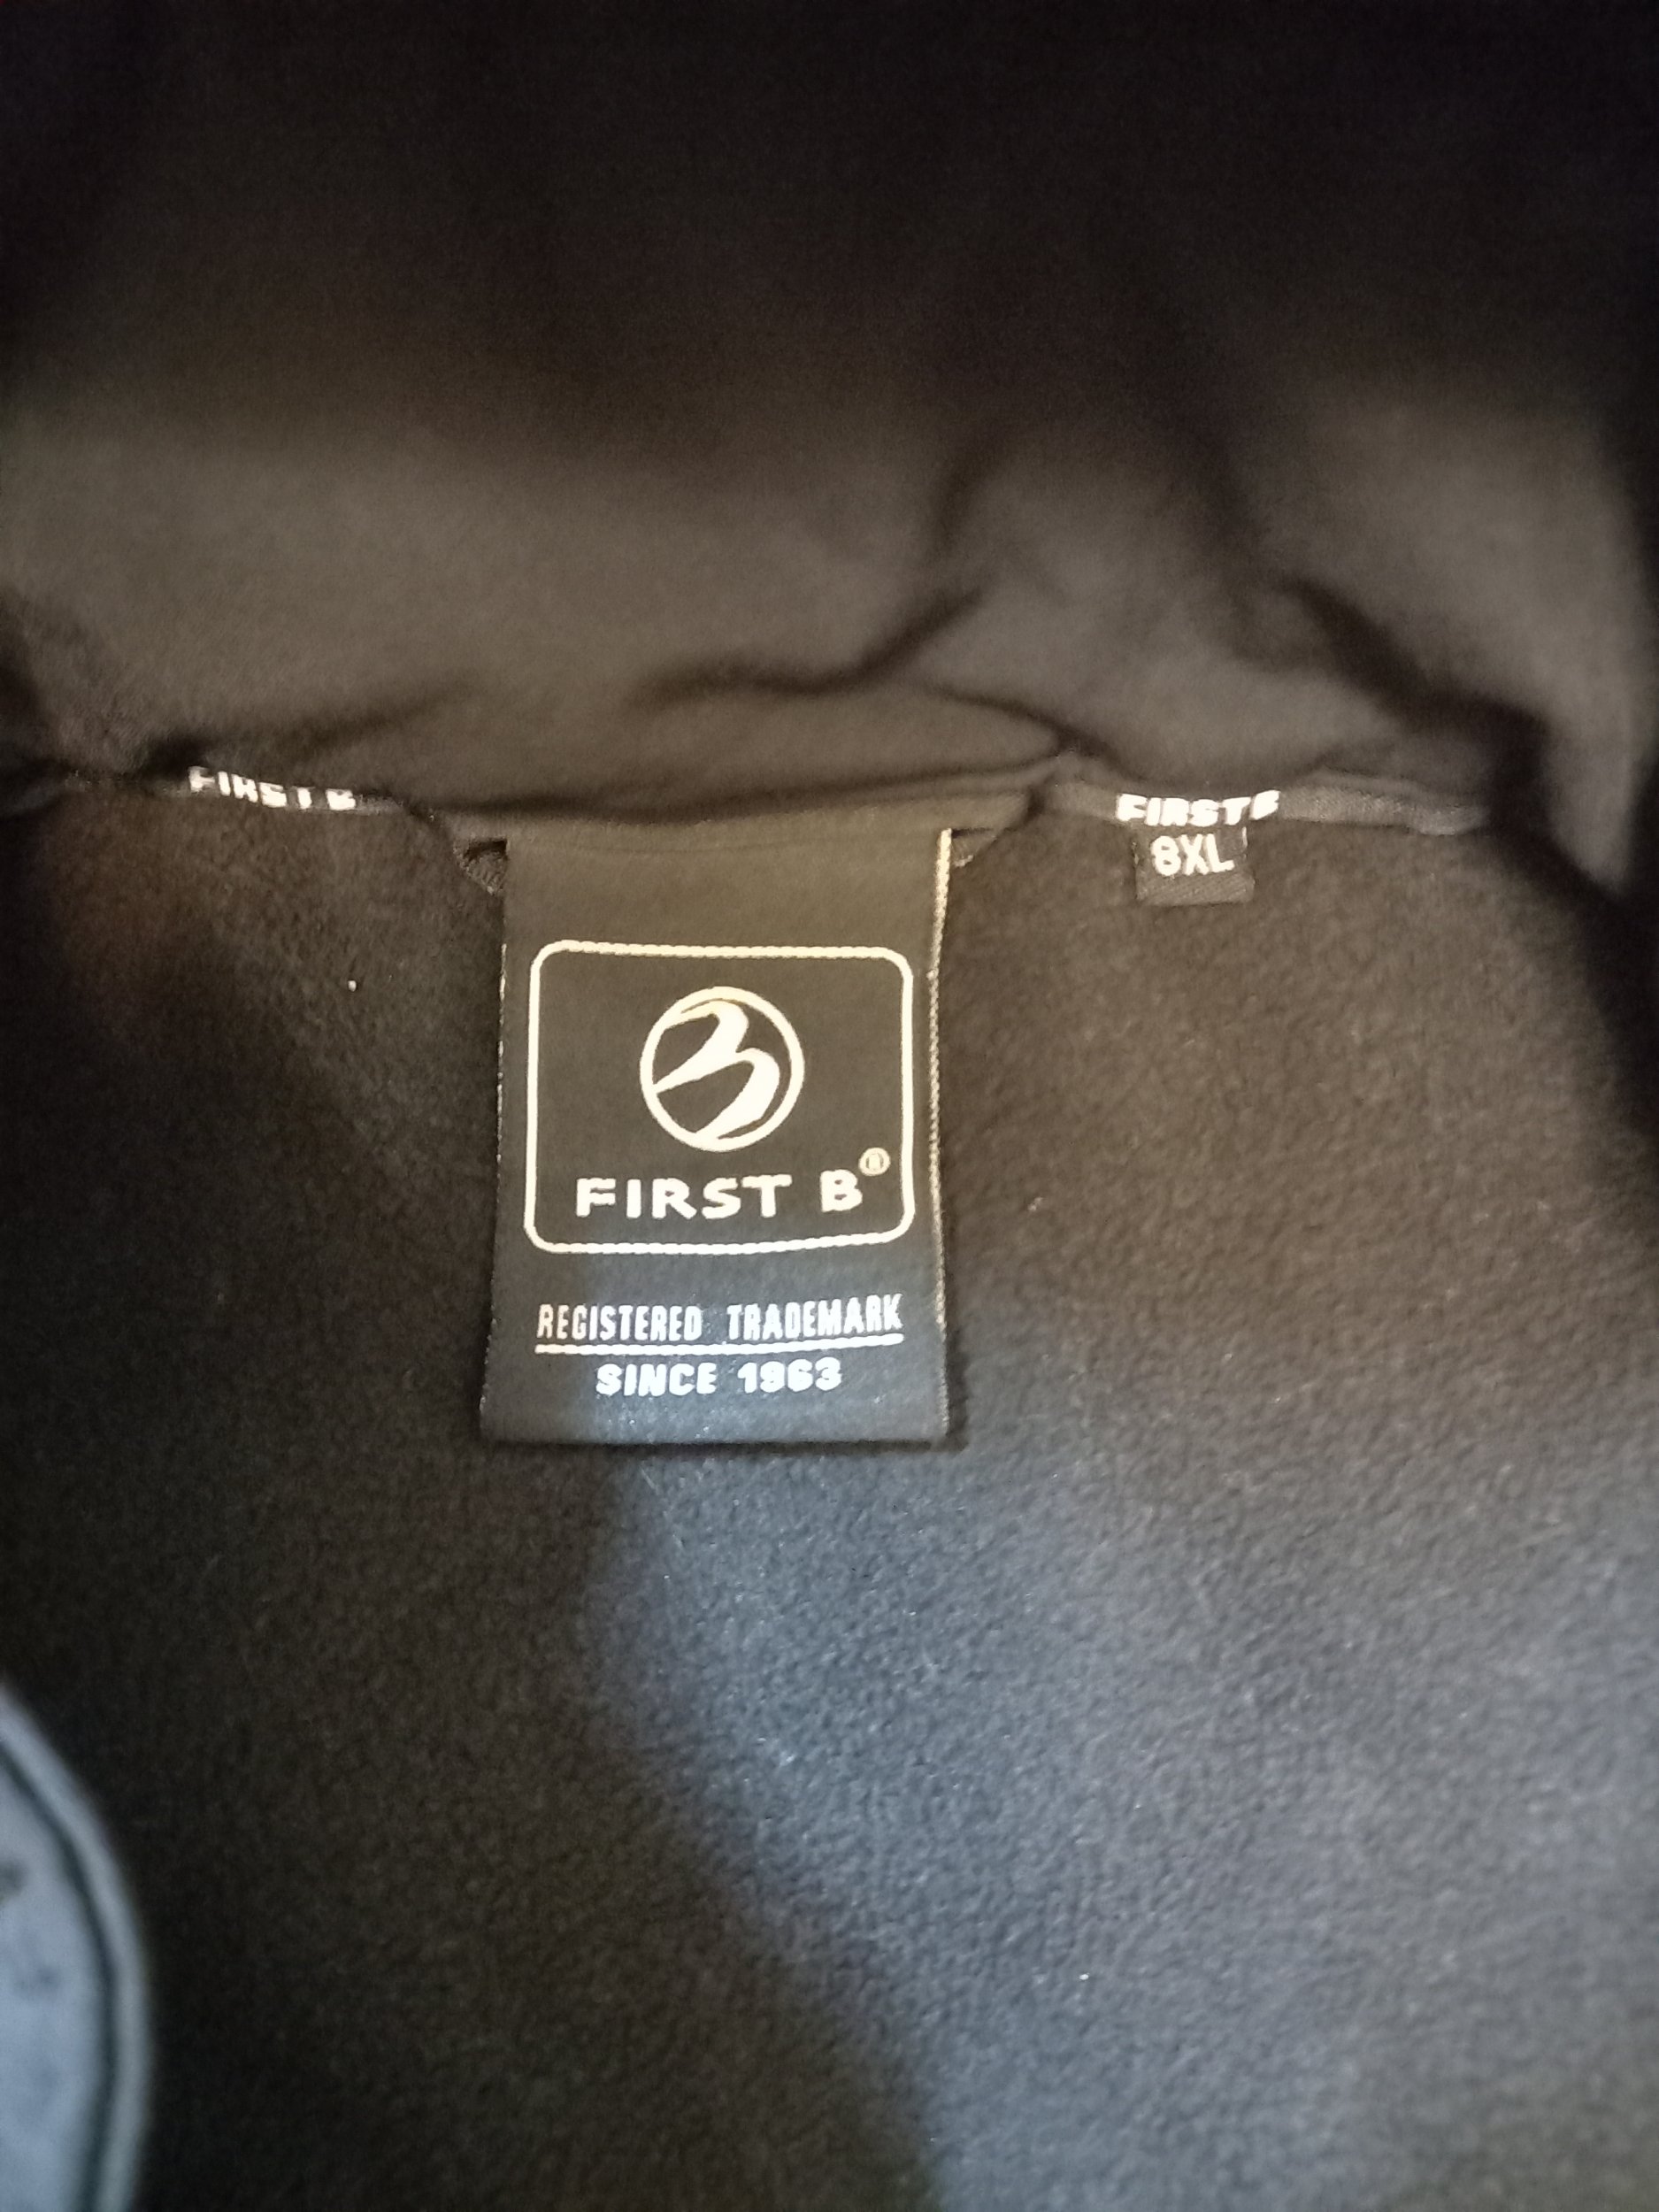 FIRST B
FIRST B
8XL
FIRST B®
REGISTERED TRADEMARK
SINCE 1963